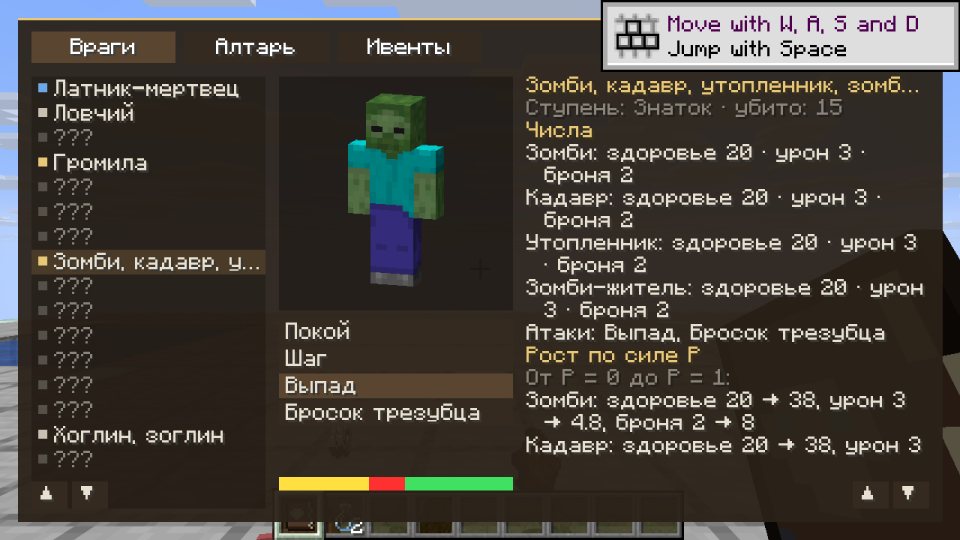 Враги
Алтарь
Ивенты
Move with W, A, S and D
Jump with Space
Латник-мертвец
Ловчий
???
Громила
???
???
???
Зомби, кадавр, у...
???
???
???
???
???
???
Хоглин, зоглин
???
Покой
Шаг
Выпад
Бросок трезубца
Зомби, кадавр, утопленник, зомб...
Ступень: Знаток · убито: 15
Числа
Зомби: здоровье 20 · урон 3 ·
броня 2
Кадавр: здоровье 20 · урон 3 ·
броня 2
Утопленник: здоровье 20 · урон 3
· броня 2
Зомби-житель: здоровье 20 · урон
3 · броня 2
Атаки: Выпад, Бросок трезубца
Рост по силе P
От P = 0 до P = 1:
Зомби: здоровье 20 → 38, урон 3
→ 4.8, броня 2 → 8
Кадавр: здоровье 20 → 38, урон 3
2